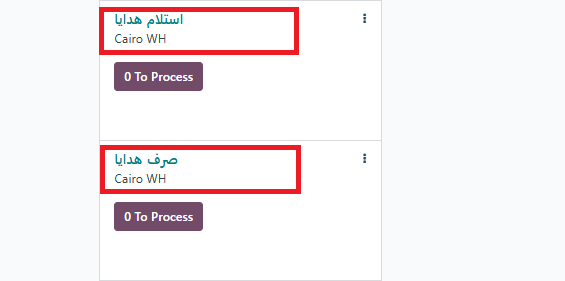 استلام هدايا
Cairo WH
0 To Process
صرف هدايا
Cairo WH
0 To Process